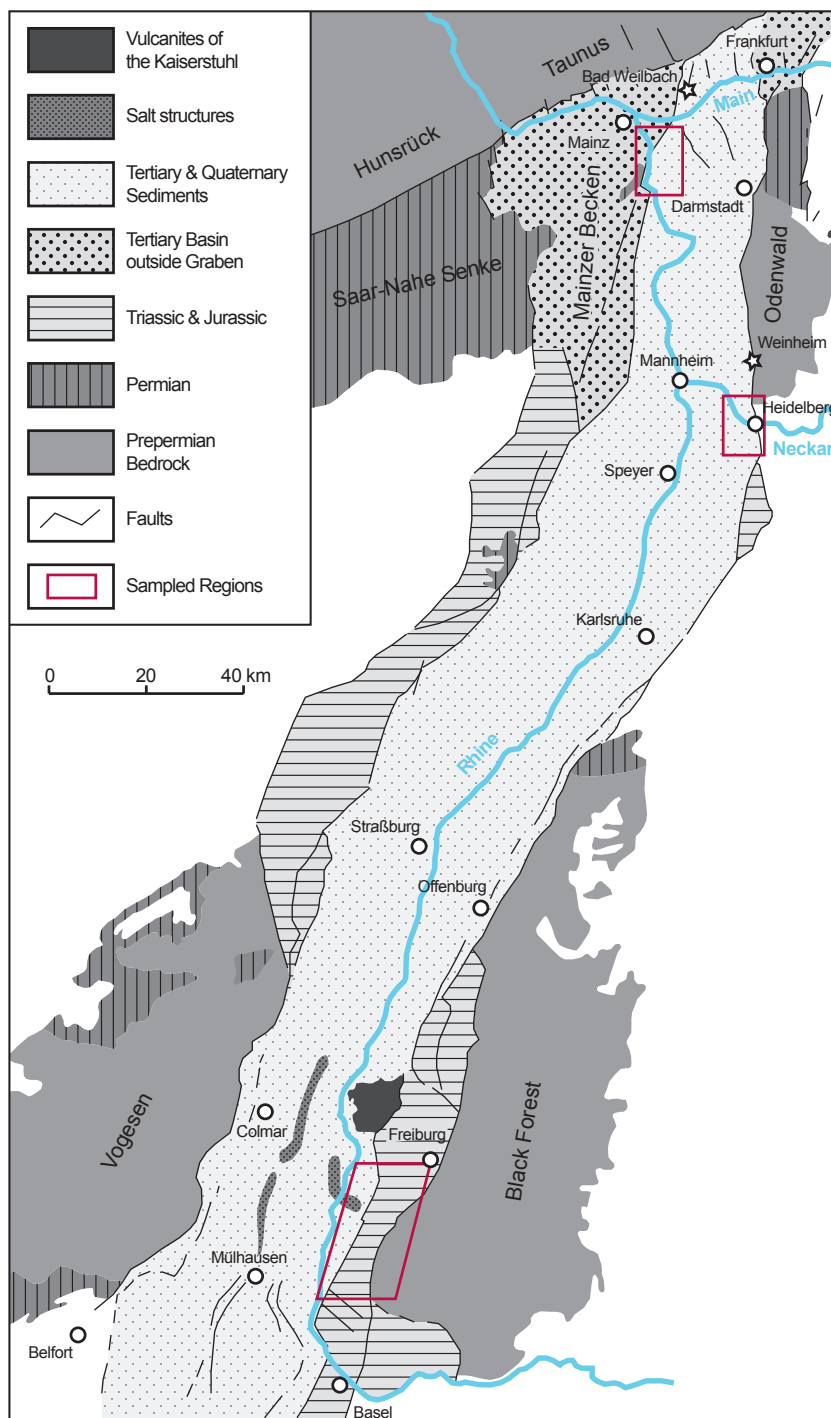 Vulcanites of
the Kaiserstuhl
Salt structures
Tertiary & Quaternary
Sediments
Tertiary Basin
outside Graben
Triassic & Jurassic
Permian
Prepermian
Bedrock
Faults
Sampled Regions
0 20 40 km
Taunus
Frankfurt
Bad Weilbach
Main
Mainz
Hunsrück
Darmstadt
Mainzer Becken
Odenwald
Saar-Nahe Senke
Weinheim
Mannheim
Heidelberg
Neckar
Speyer
Karlsruhe
Rhine
Straßburg
Offenburg
Vogesen
Colmar
Freiburg
Black Forest
Mülhausen
Belfort
Basel